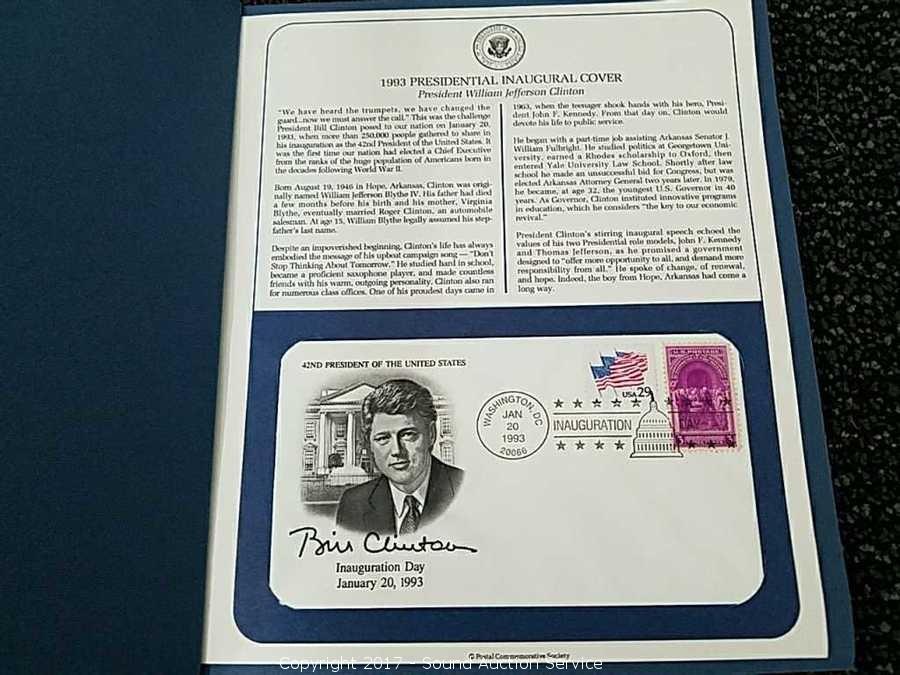 1993 PRESIDENTIAL INAUGURAL COVER
President William Jefferson Clinton
"We have heard the trumpets, we have changed the
guard...now we must answer the call." This was the challenge
President Bill Clinton posed to our nation on January 20,
1993, when more than 250,000 people gathered to share in
his inauguration as the 42nd President of the United States. It
was the first time our nation had elected a Chief Executive
from the ranks of the huge population of Americans born in
the decades following World War II.
Born August 19, 1946 in Hope, Arkansas, Clinton was origi-
nally named William Jefferson Blythe IV. His father had died
a few months before his birth and his mother, Virginia
Blythe, eventually married Roger Clinton, an automobile
salesman. At age 15, William Blythe legally assumed his step-
father's last name.
Despite an impoverished beginning, Clinton's life has always
embodied the message of his upbeat campaign song — "Don't
Stop Thinking About Tomorrow." He studied hard in school,
became a proficient saxophone player, and made countless
friends with his warm, outgoing personality. Clinton also ran
for numerous class offices. One of his proudest days came in
1963, when the teenager shook hands with his hero, Presi-
dent John F. Kennedy. From that day on, Clinton would
devote his life to public service.
He began with a part-time job assisting Arkansas Senator J.
William Fulbright. He studied politics at Georgetown Uni-
versity, earned a Rhodes scholarship to Oxford, then
entered Yale University Law School. Shortly after law
school he made an unsuccessful bid for Congress, but was
elected Arkansas Attorney General two years later. In 1979,
he became, at age 32, the youngest U.S. Governor in 40
years. As Governor, Clinton instituted innovative programs
in education, which he considers "the key to our economic
revival."
President Clinton's stirring inaugural speech echoed the
values of his two Presidential role models, John F. Kennedy
and Thomas Jefferson, as he promised a government
designed to "offer more opportunity to all, and demand more
responsibility from all." He spoke of change, of renewal,
and hope. Indeed, the boy from Hope, Arkansas had come a
long way.
42ND PRESIDENT OF THE UNITED STATES
WASHINGTON, DC
JAN
20
1993
20066
USA 29
U.S. POSTAGE
INAUGURATION DAY
Bill Clinton
Inauguration Day
January 20, 1993
© Postal Commemorative Society
Copyright 2017 - Sound Auction Service